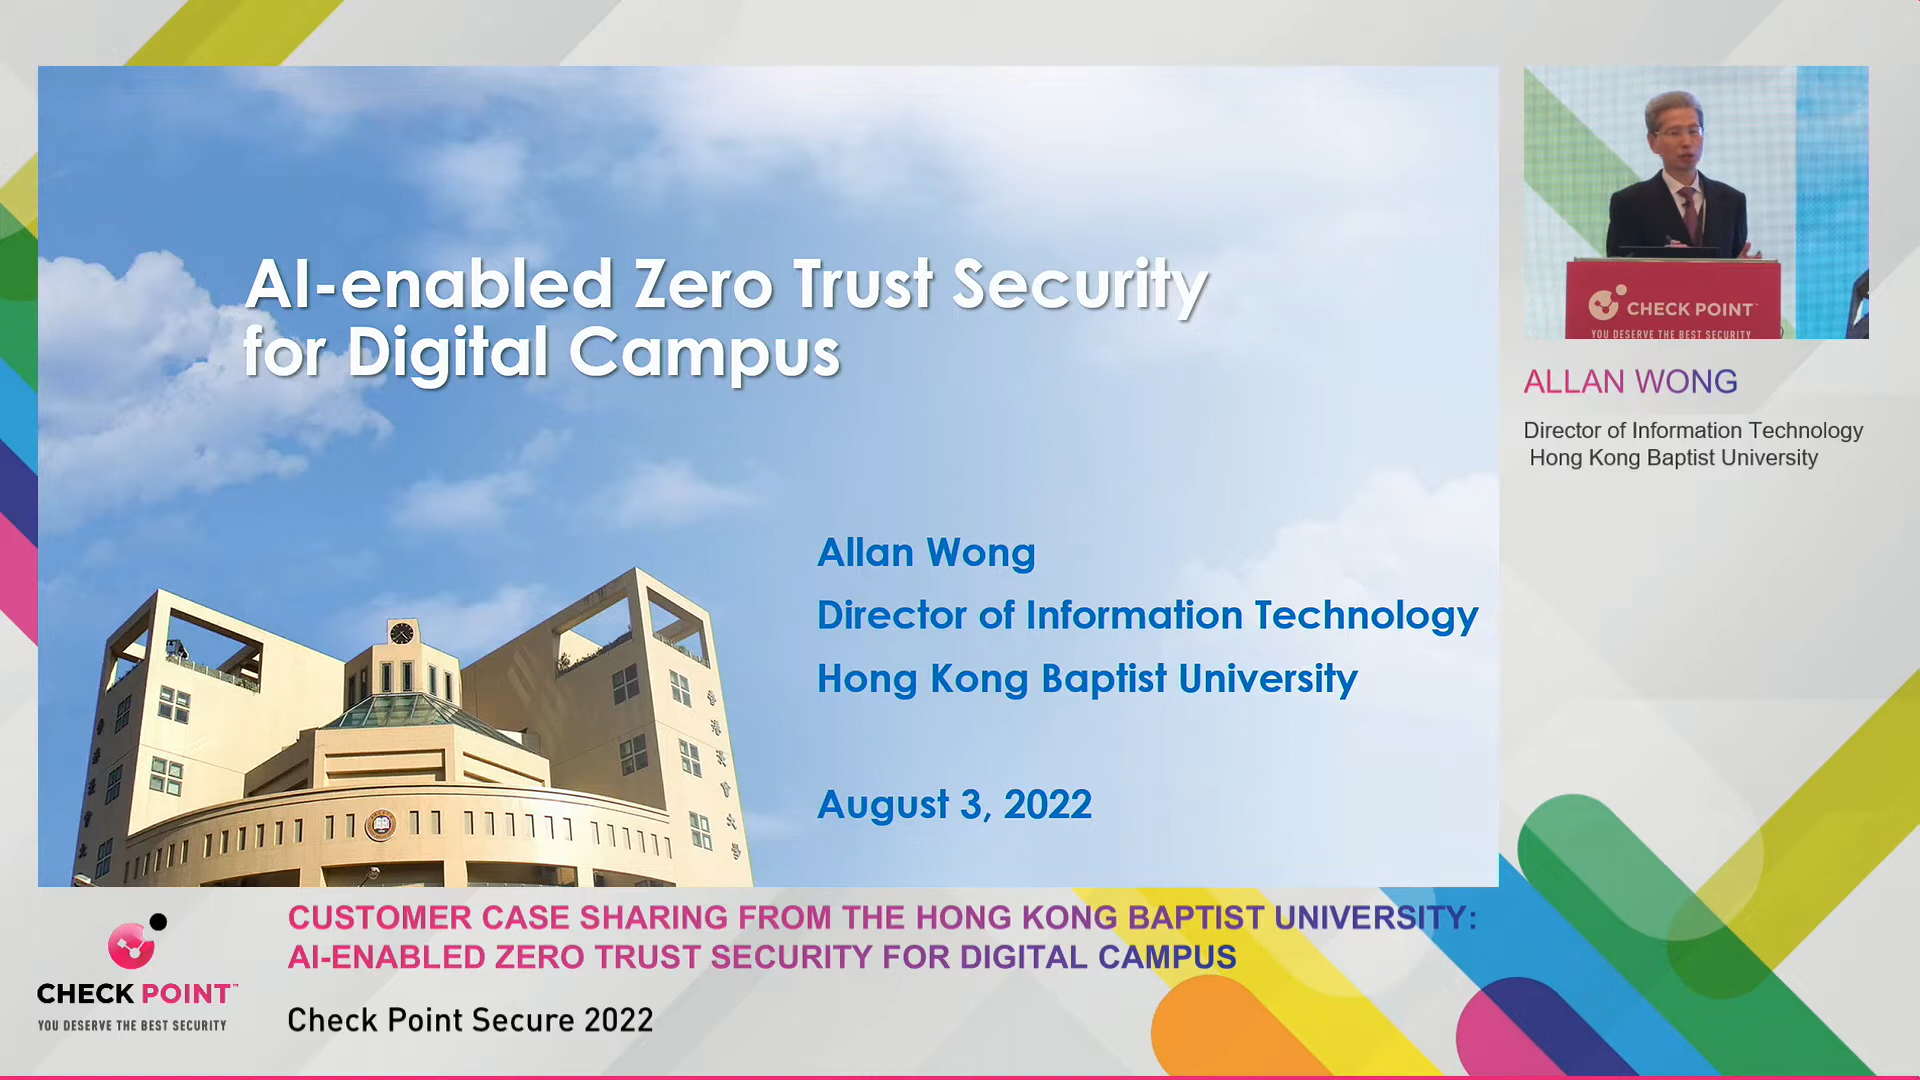 AI-enabled Zero Trust Security
for Digital Campus
Allan Wong
Director of Information Technology
Hong Kong Baptist University
August 3, 2022
CHECK POINT
YOU DESERVE THE BEST SECURITY
ALLAN WONG
Director of Information Technology
Hong Kong Baptist University
CUSTOMER CASE SHARING FROM THE HONG KONG BAPTIST UNIVERSITY:
AI-ENABLED ZERO TRUST SECURITY FOR DIGITAL CAMPUS
Check Point Secure 2022
CHECK POINT™
YOU DESERVE THE BEST SECURITY